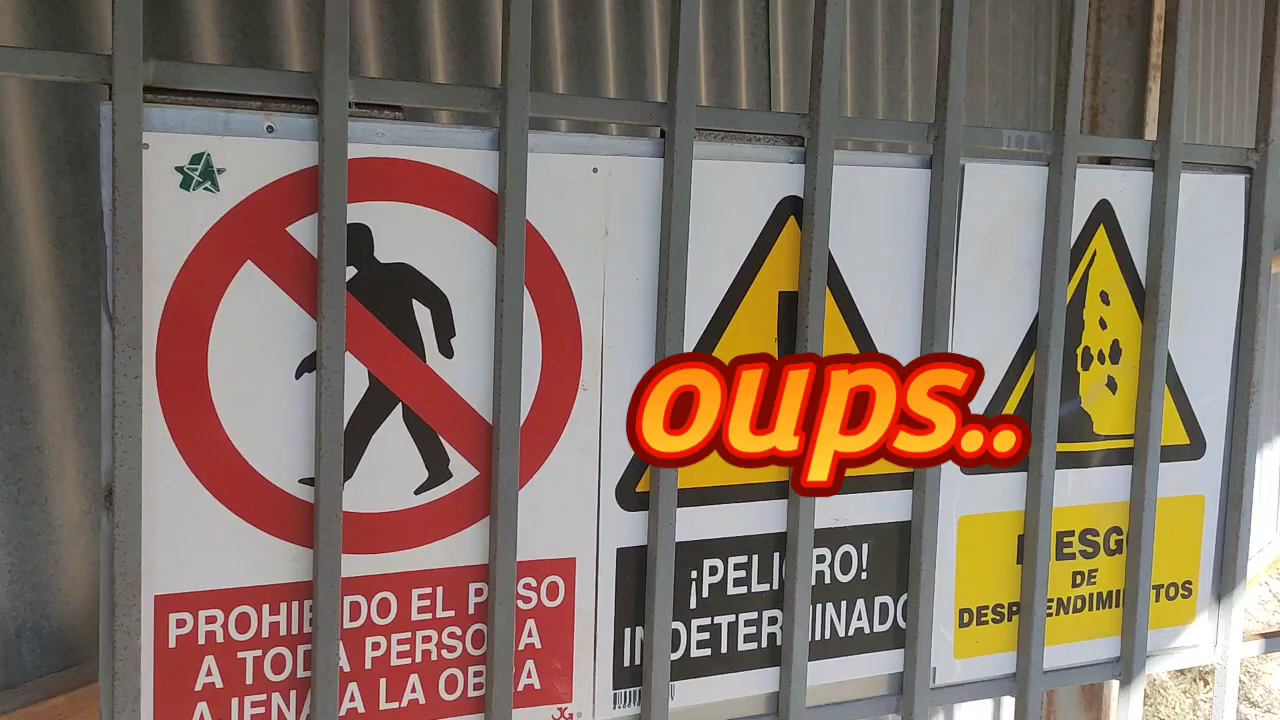 oups..
PROHIBIDO EL PASO
A TODA PERSONA
AJENA A LA OBRA
¡PELIGRO!
INDETERMINADO
RIESGO
DE
DESPRENDIMIENTOS